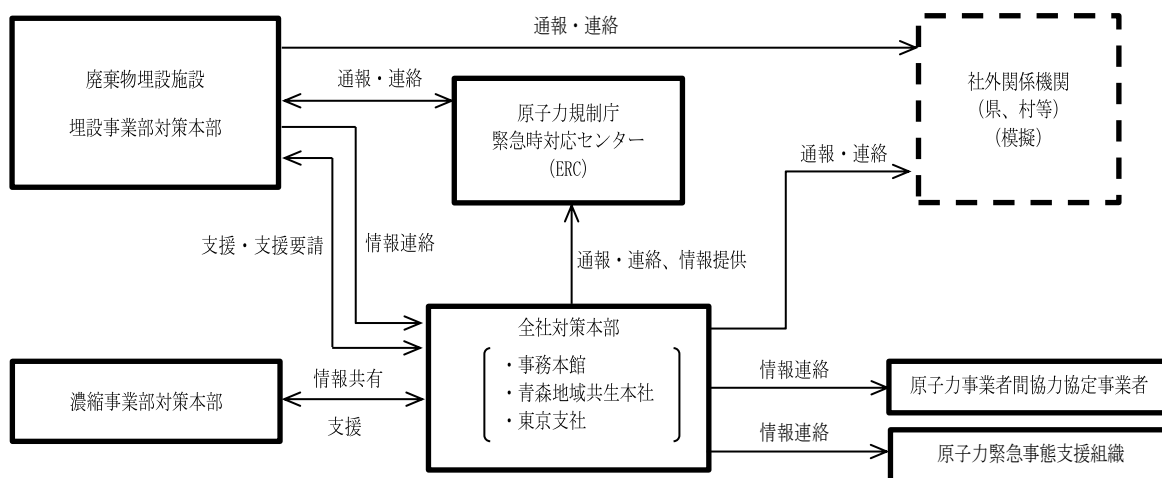 通報・連絡
廃棄物埋設施設
埋設事業部対策本部
通報・連絡
原子力規制庁
緊急時対応センター
(ERC)
社外関係機関
(県、村等)
(模擬)
通報・連絡
支援・支援要請
情報連絡
通報・連絡、情報提供
全社対策本部
・事務本館
・青森地域共生本社
・東京支社
濃縮事業部対策本部
情報共有
支援
情報連絡
原子力事業者間協力協定事業者
情報連絡
原子力緊急事態支援組織